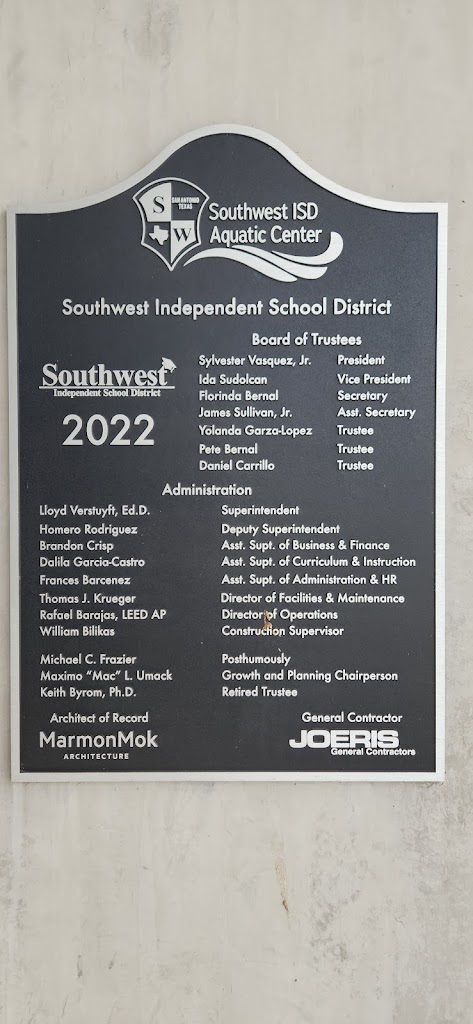 S
SAN ANTONIO
TEXAS
W
Southwest ISD
Aquatic Center
Southwest Independent School District
Southwest
Independent School District
2022
Board of Trustees
Sylvester Vasquez, Jr. President
Ida Sudolcan Vice President
Florinda Bernal Secretary
James Sullivan, Jr. Asst. Secretary
Yolanda Garza-Lopez Trustee
Pete Bernal Trustee
Daniel Carrillo Trustee
Administration
Lloyd Verstuyft, Ed.D. Superintendent
Homero Rodriguez Deputy Superintendent
Brandon Crisp Asst. Supt. of Business & Finance
Dalila Garcia-Castro Asst. Supt. of Curriculum & Instruction
Frances Barcenez Asst. Supt. of Administration & HR
Thomas J. Krueger Director of Facilities & Maintenance
Rafael Barajas, LEED AP Director of Operations
William Bilikas Construction Supervisor
Michael C. Frazier Posthumously
Maximo "Mac" L. Umack Growth and Planning Chairperson
Keith Byrom, Ph.D. Retired Trustee
Architect of Record
MarmonMok
ARCHITECTURE
General Contractor
JOERIS
General Contractors